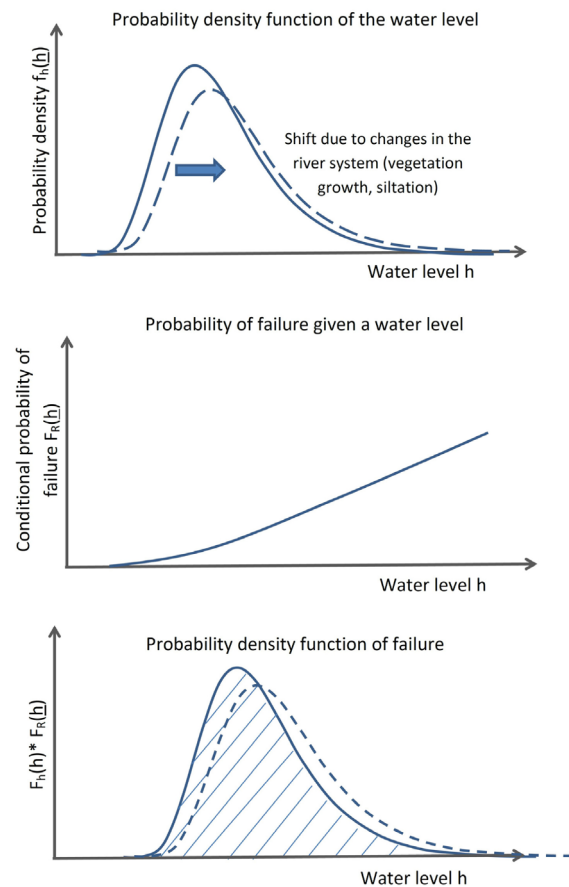 Probability density function of the water level
Probability density fₕ(h)
Shift due to changes in the
river system (vegetation
growth, siltation)
Water level h
Probability of failure given a water level
Conditional probability of
failure F_R(h)
Water level h
Probability density function of failure
Fₕ(h)* F_R(h)
Water level h